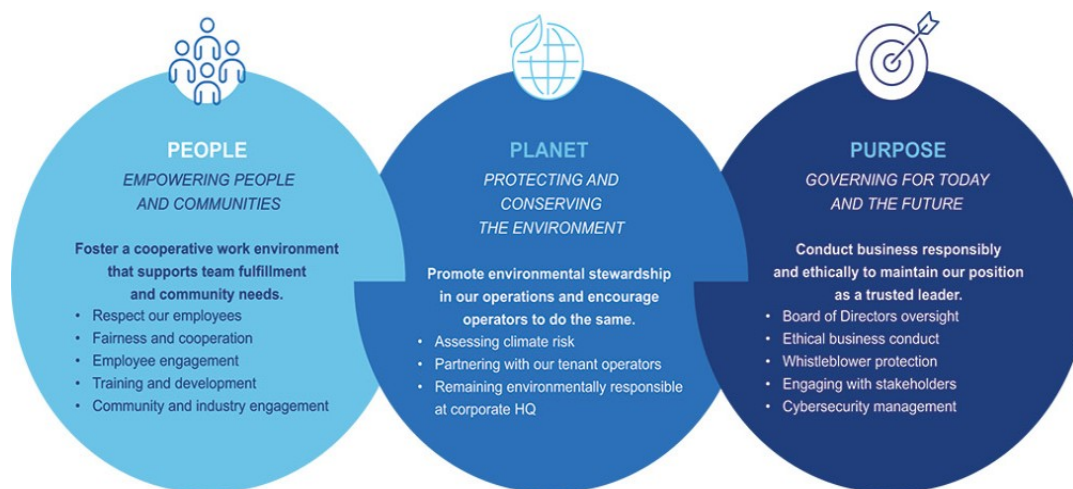 PEOPLE
EMPOWERING PEOPLE
AND COMMUNITIES
Foster a cooperative work environment
that supports team fulfillment
and community needs.
• Respect our employees
• Fairness and cooperation
• Employee engagement
• Training and development
• Community and industry engagement
PLANET
PROTECTING AND
CONSERVING
THE ENVIRONMENT
Promote environmental stewardship
in our operations and encourage
operators to do the same.
• Assessing climate risk
• Partnering with our tenant operators
• Remaining environmentally responsible
at corporate HQ
PURPOSE
GOVERNING FOR TODAY
AND THE FUTURE
Conduct business responsibly
and ethically to maintain our position
as a trusted leader.
• Board of Directors oversight
• Ethical business conduct
• Whistleblower protection
• Engaging with stakeholders
• Cybersecurity management